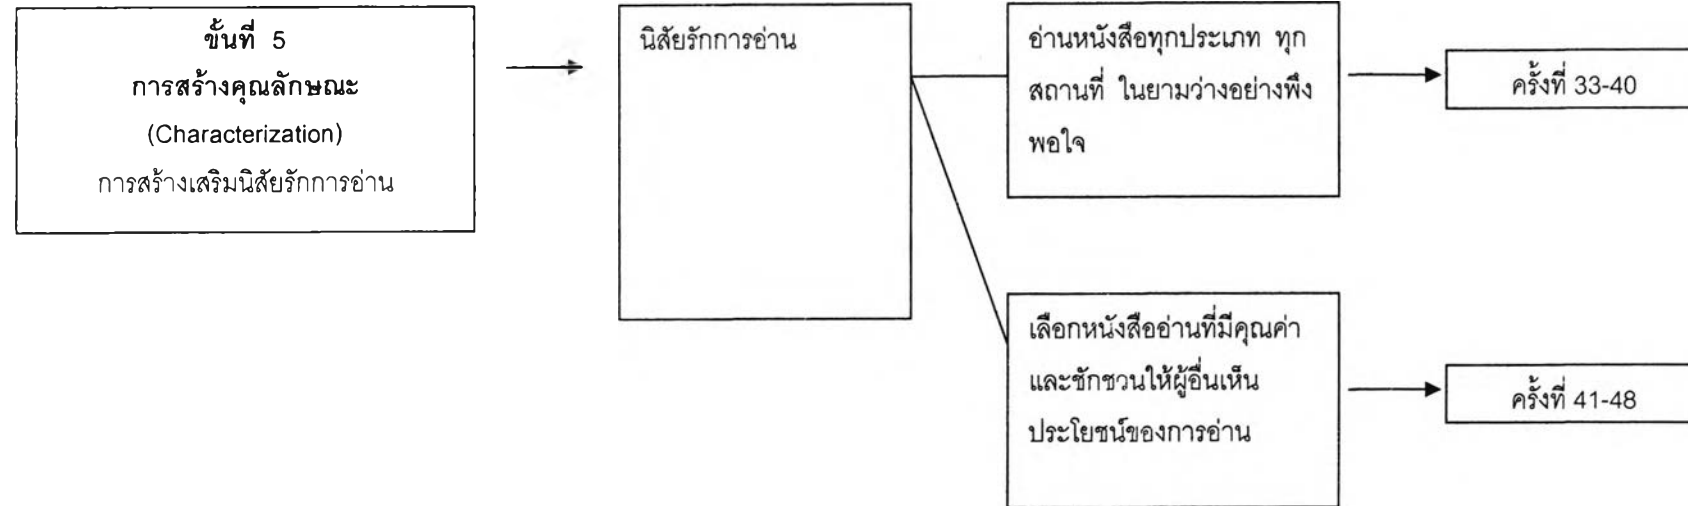 ขั้นที่ 5
การสร้างคุณลักษณะ
(Characterization)
การสร้างเสริมนิสัยรักการอ่าน
นิสัยรักการอ่าน
อ่านหนังสือทุกประเภท ทุก
สถานที่ ในยามว่างอย่างพึง
พอใจ
ครั้งที่ 33-40
เลือกหนังสืออ่านที่มีคุณค่า
และชักชวนให้ผู้อื่นเห็น
ประโยชน์ของการอ่าน
ครั้งที่ 41-48